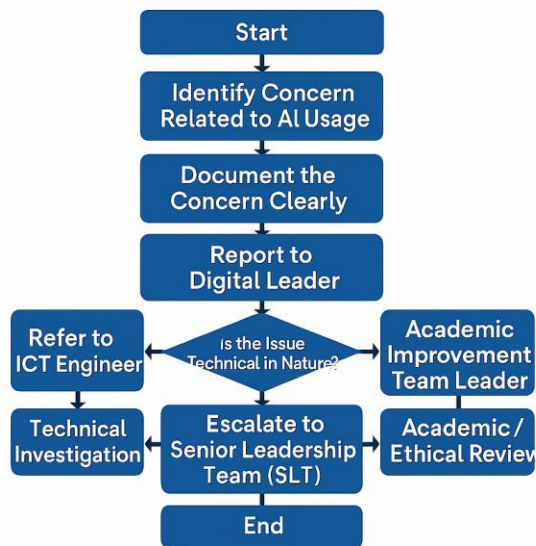 Start
Identify Concern
Related to AI Usage
Document the
Concern Clearly
Report to
Digital Leader
Refer to
ICT Engineer
is the Issue
Technical in Nature?
Academic
Improvement
Team Leader
Technical
Investigation
Escalate to
Senior Leadership
Team (SLT)
Academic /
Ethical Review
End